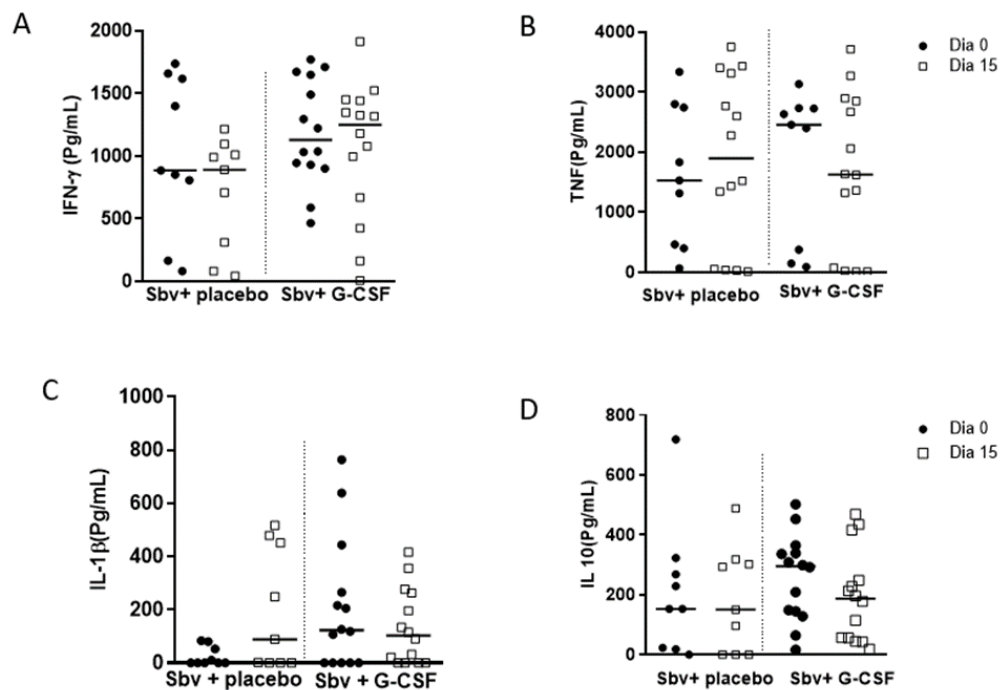 A
2000
1500
1000
500
0
IFN-γ (Pg/mL)
Sbv+ placebo Sbv+ G-CSF
B
4000
3000
2000
1000
0
TNF(Pg/mL)
Sbv+ placebo Sbv+ G-CSF
Dia 0
Dia 15
C
1000
800
600
400
200
0
IL-1β(Pg/mL)
Sbv + placebo Sbv + G-CSF
D
800
600
400
200
0
IL 10(Pg/mL)
Sbv+ placebo Sbv+ G-CSF
Dia 0
Dia 15